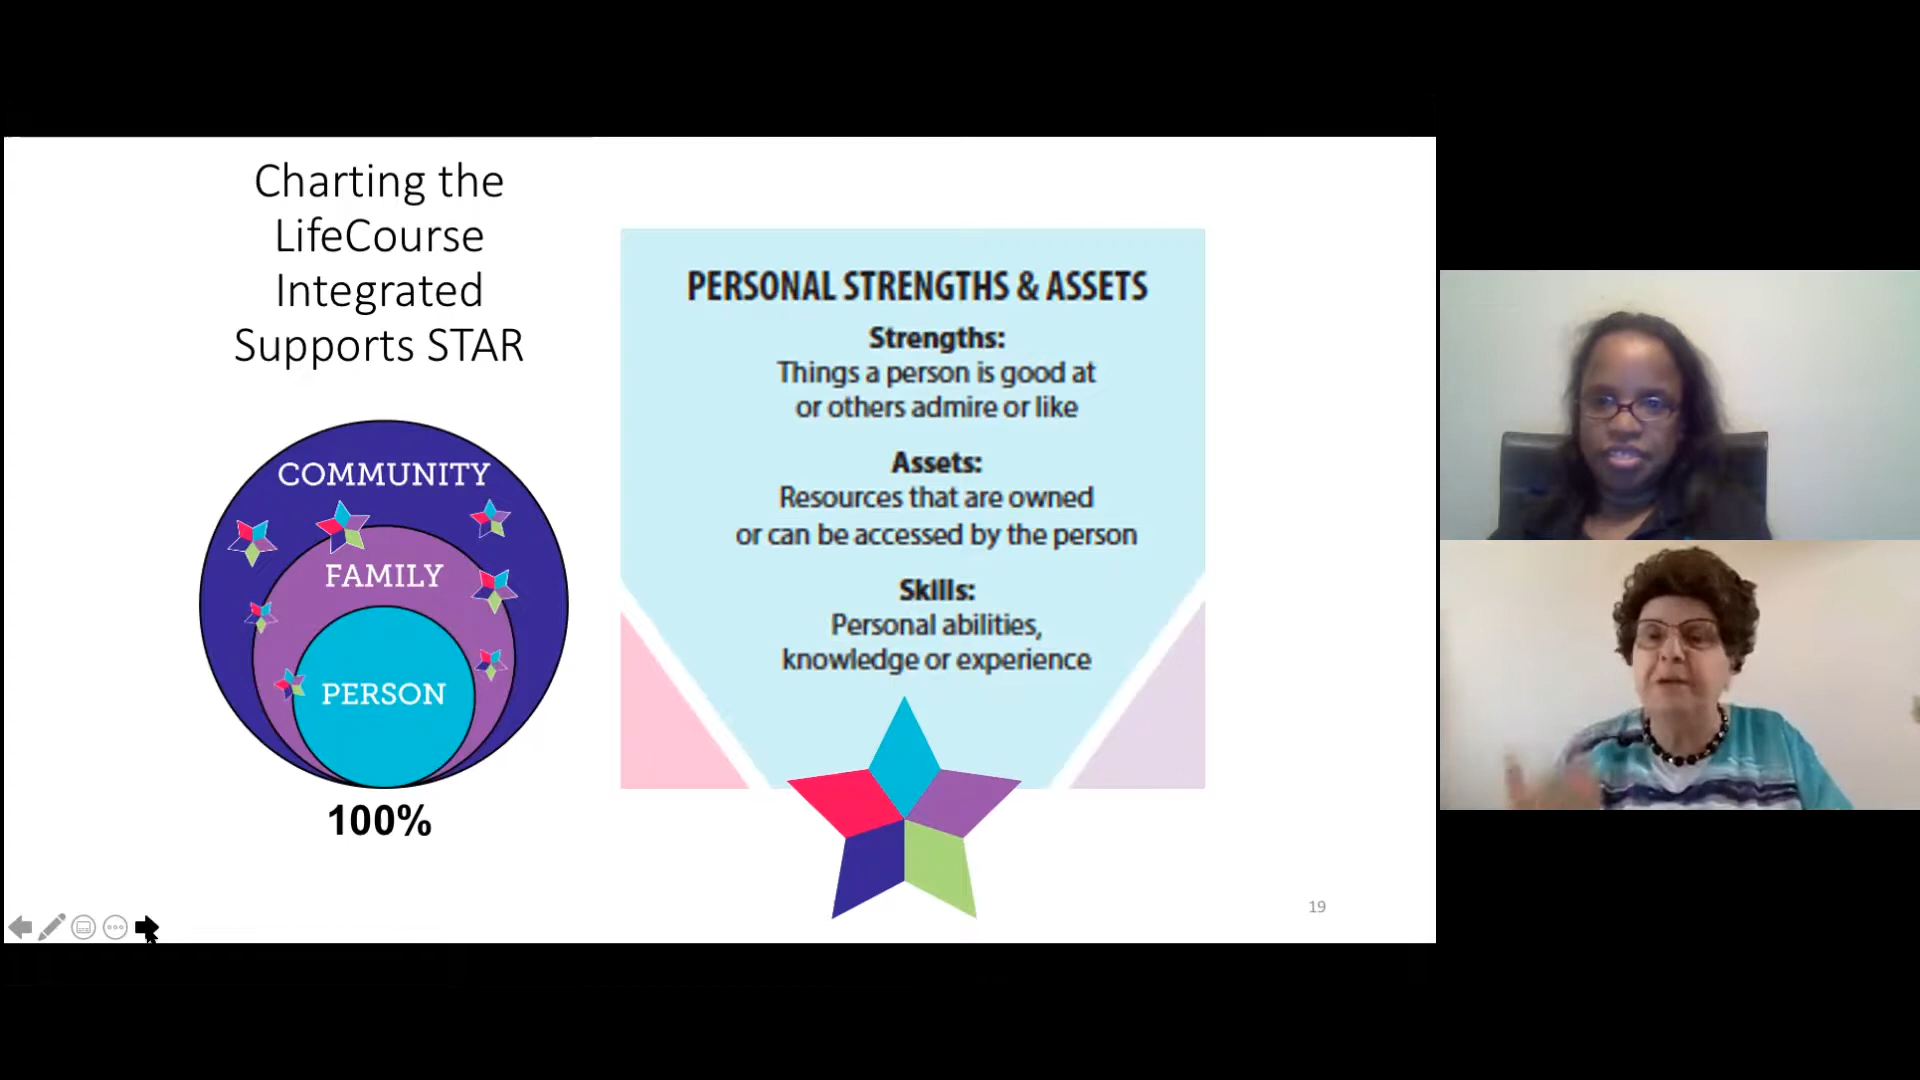 Charting the
LifeCourse
Integrated
Supports STAR
COMMUNITY
FAMILY
PERSON
100%
PERSONAL STRENGTHS & ASSETS
Strengths:
Things a person is good at
or others admire or like
Assets:
Resources that are owned
or can be accessed by the person
Skills:
Personal abilities,
knowledge or experience
19